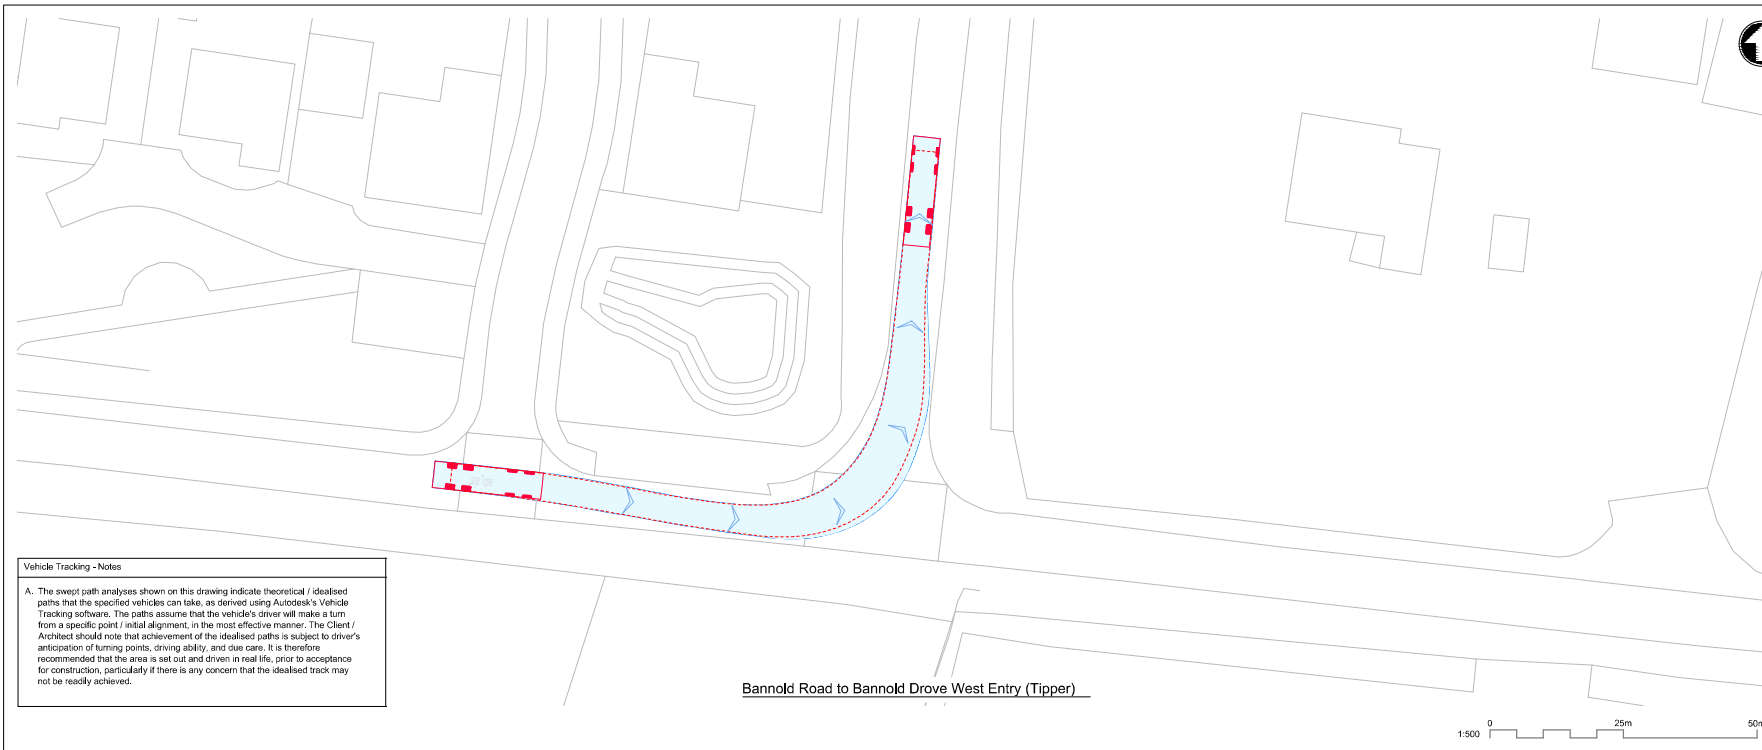 Vehicle Tracking - Notes
A. The swept path analyses shown on this drawing indicate theoretical / idealised
paths that the specified vehicles can take, as derived using Autodesk's Vehicle
Tracking software. The paths assume that the vehicle's driver will make a turn
from a specific point / initial alignment, in the most effective manner. The Client /
Architect should note that achievement of the idealised paths is subject to driver's
anticipation of turning points, driving ability, and due care. It is therefore
recommended that the area is set out and driven in real life, prior to acceptance
for construction, particularly if there is any concern that the idealised track may
not be readily achieved.
Bannold Road to Bannold Drove West Entry (Tipper)
1:500
0
25m
50m